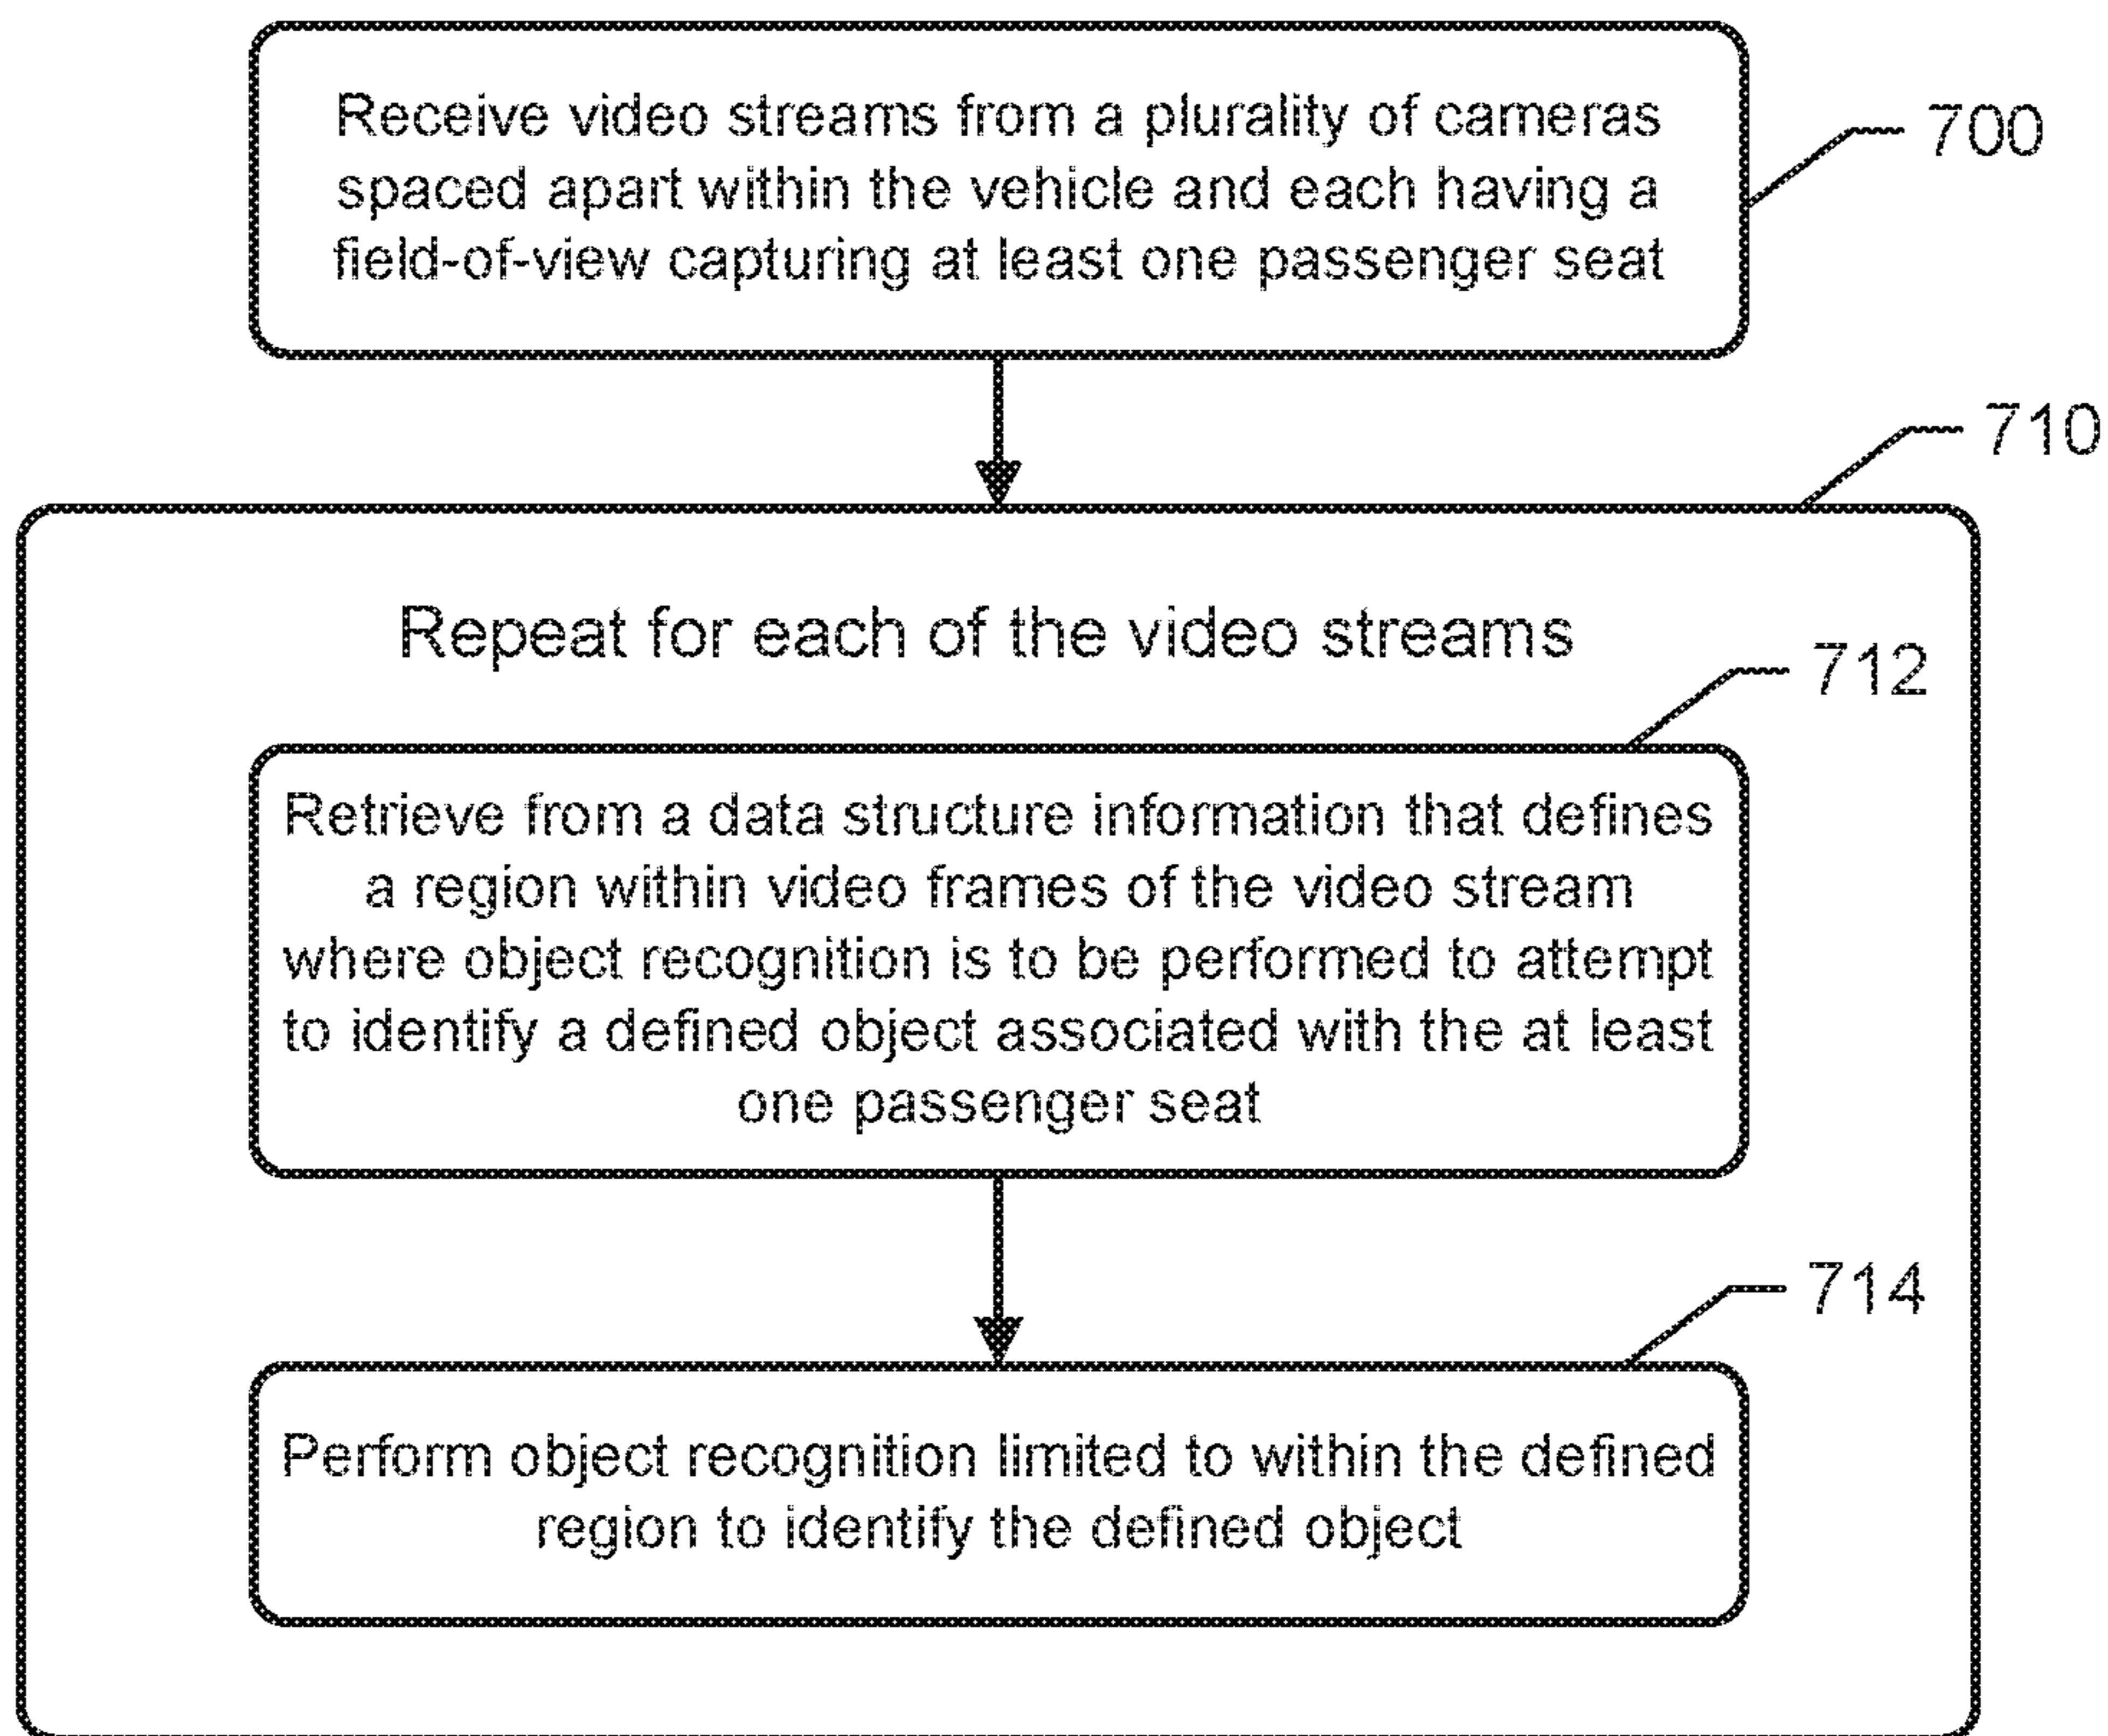 Receive video streams from a plurality of cameras
spaced apart within the vehicle and each having a
field-of-view capturing at least one passenger seat
700
710
Repeat for each of the video streams
712
Retrieve from a data structure information that defines
a region within video frames of the video stream
where object recognition is to be performed to attempt
to identify a defined object associated with the at least
one passenger seat
714
Perform object recognition limited to within the defined
region to identify the defined object